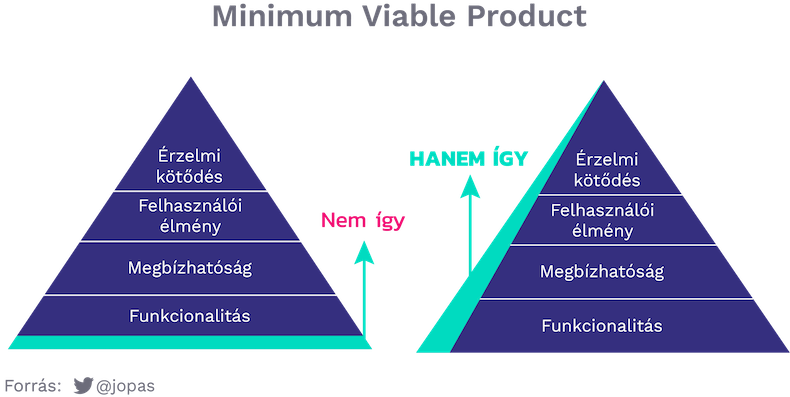 Minimum Viable Product
Érzelmi
kötődés
Felhasználói
élmény
Megbízhatóság
Funkcionalitás
Nem így
HANEM ÍGY
Érzelmi
kötődés
Felhasználói
élmény
Megbízhatóság
Funkcionalitás
Forrás: @jopas